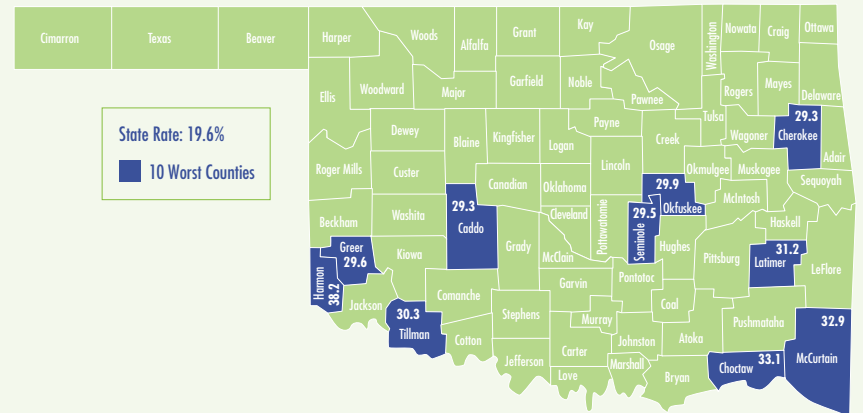 Cimarron
Texas
Beaver
Harper
Woods
Alfalfa
Grant
Kay
Osage
Washington
Nowata
Craig
Ottawa
Ellis
Woodward
Major
Garfield
Noble
Pawnee
Rogers
Mayes
Delaware
State Rate: 19.6%
10 Worst Counties
Roger Mills
Dewey
Custer
Blaine
Kingfisher
Logan
Payne
Lincoln
Creek
Tulsa
Wagoner
29.3
Cherokee
Adair
Canadian
Oklahoma
Okmulgee
Muskogee
Sequoyah
Beckham
Washita
29.3
Caddo
Grady
Cleveland
McClain
Pottawatomie
29.5
Seminole
29.9
Okfuskee
McIntosh
Haskell
Hughes
Pittsburg
31.2
Latimer
LeFlore
Greer
29.6
Harmon
38.2
Kiowa
Jackson
30.3
Tillman
Comanche
Cotton
Stephens
Jefferson
Garvin
Murray
Carter
Love
Pontotoc
Johnston
Marshall
Coal
Atoka
Bryan
Pushmataha
33.1
Choctaw
32.9
McCurtain